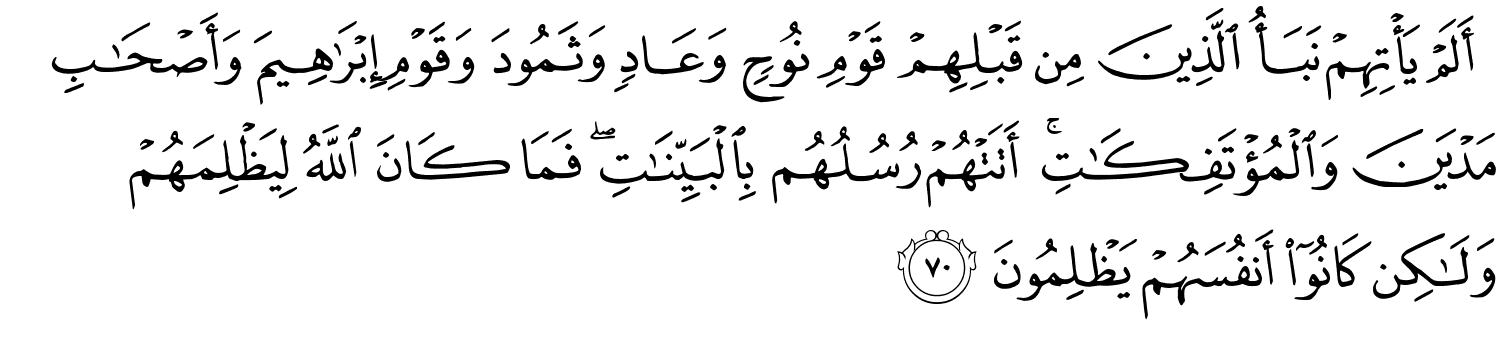 أَلَمْ يَأْتِهِمْ نَبَأُ ٱلَّذِينَ مِن قَبْلِهِمْ قَوْمِ نُوحٍ وَعَادٍ وَثَمُودَ وَقَوْمِ إِبْرَٰهِيمَ وَأَصْحَـٰبِ
مَدْيَنَ وَٱلْمُؤْتَفِكَـٰتِ ۚ أَتَتْهُمْ رُسُلُهُم بِٱلْبَيِّنَـٰتِ ۖ فَمَا كَانَ ٱللَّهُ لِيَظْلِمَهُمْ
وَلَـٰكِن كَانُوٓا۟ أَنفُسَهُمْ يَظْلِمُونَ ٧٠